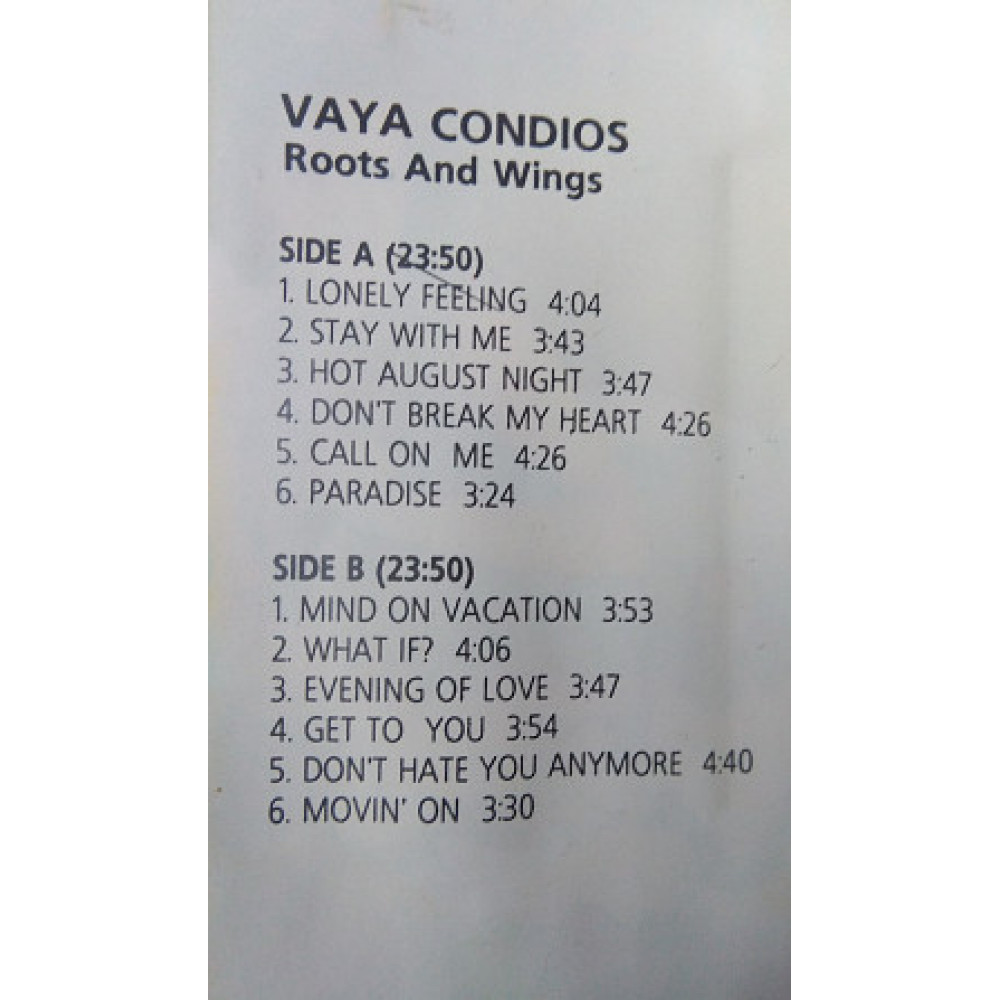 VAYA CONDIOS
Roots And Wings
SIDE A (23:50)
1. LONELY FEELING 4:04
2. STAY WITH ME 3:43
3. HOT AUGUST NIGHT 3:47
4. DON'T BREAK MY HEART 4:26
5. CALL ON ME 4:26
6. PARADISE 3:24
SIDE B (23:50)
1. MIND ON VACATION 3:53
2. WHAT IF? 4:06
3. EVENING OF LOVE 3:47
4. GET TO YOU 3:54
5. DON'T HATE YOU ANYMORE 4:40
6. MOVIN' ON 3:30